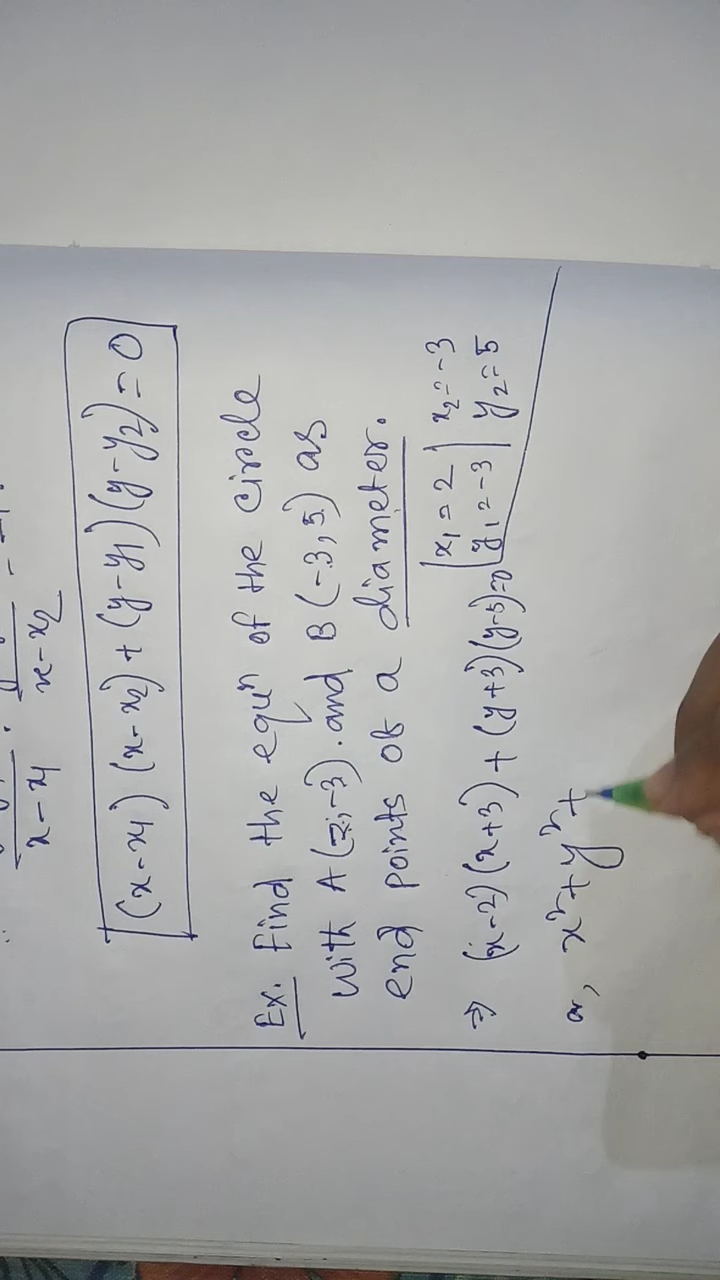 x-x₁ x-x₂
(x-x₁)(x-x₂)+(y-y₁)(y-y₂)=0
Ex. Find the equⁿ of the circle
with A(2,-3) and B(-3,5) as
end points of a diameter.
x₁=2 | x₂=-3
y₁=-3 | y₂=5
⇒ (x-2)(x+3)+(y+3)(y-5)=0
or, x²+y²+